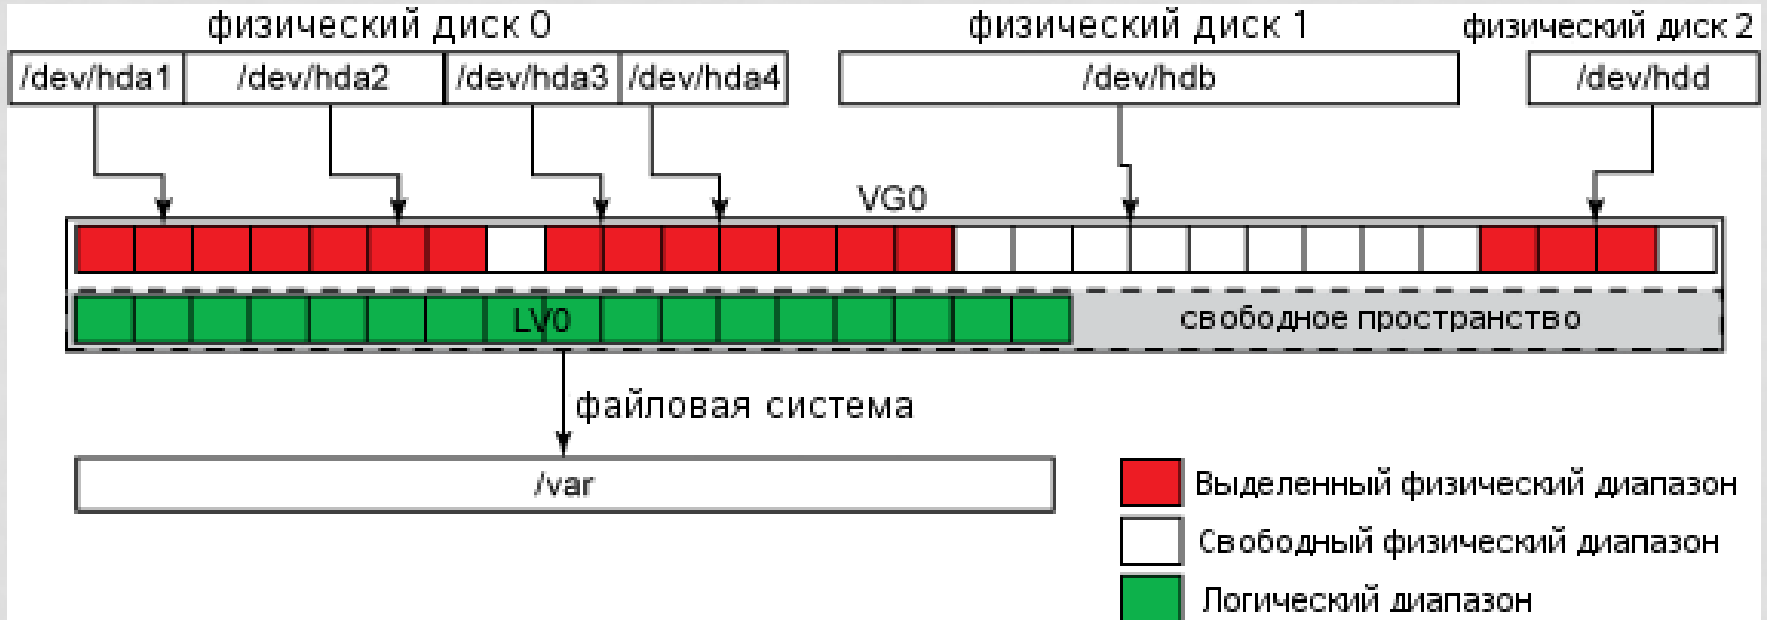 физический диск 0
физический диск 1
физический диск 2
/dev/hda1
/dev/hda2
/dev/hda3
/dev/hda4
/dev/hdb
/dev/hdd
VG0
LV0
свободное пространство
файловая система
/var
Выделенный физический диапазон
Свободный физический диапазон
Логический диапазон